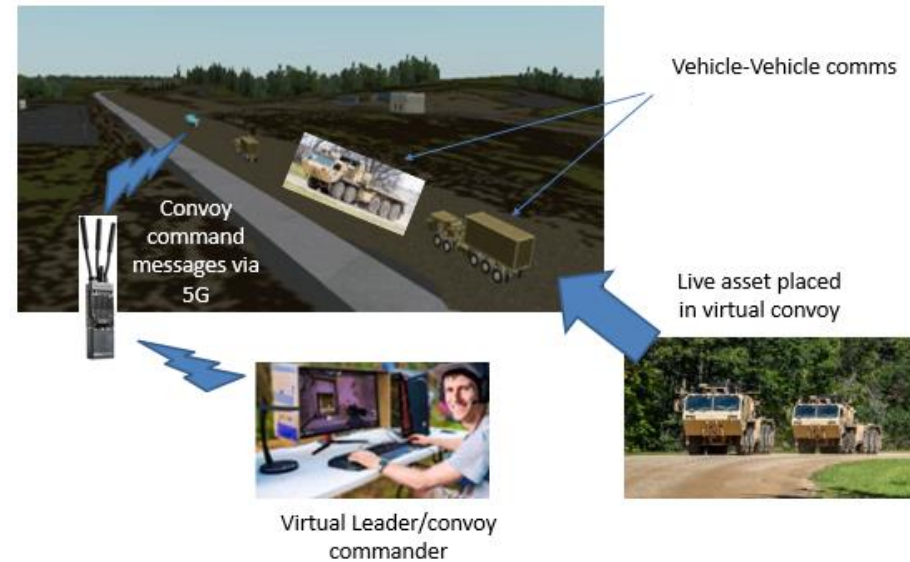 Vehicle-Vehicle comms
Convoy
command
messages via
5G
Live asset placed
in virtual convoy
Virtual Leader/convoy
commander